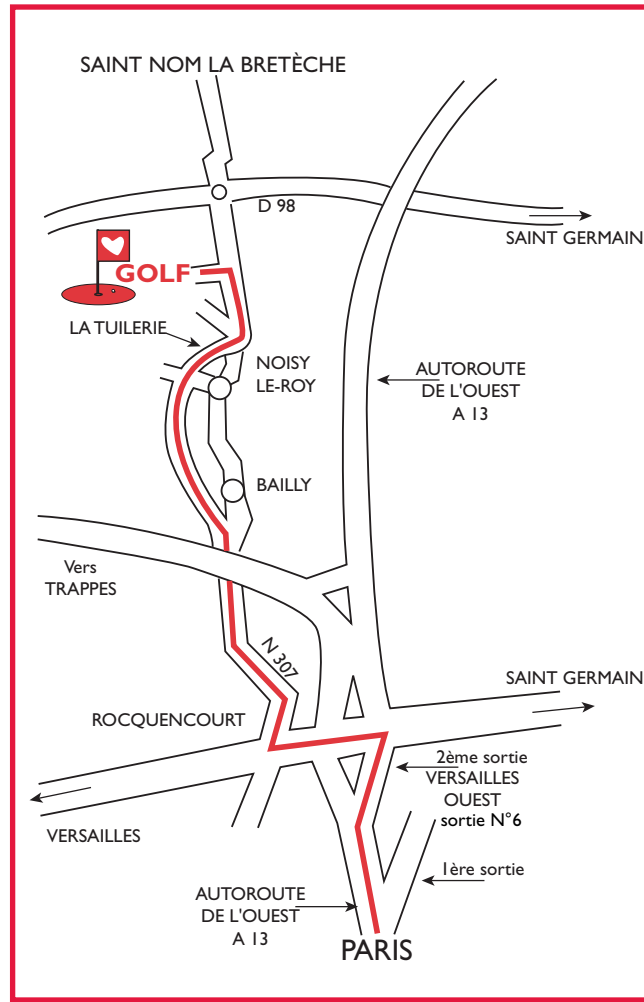 SAINT NOM LA BRETÈCHE
D 98
SAINT GERMAIN
GOLF
LA TUILERIE
NOISY
LE-ROY
AUTOROUTE
DE L'OUEST
A 13
BAILLY
Vers
TRAPPES
N 307
SAINT GERMAIN
ROCQUENCOURT
2ème sortie
VERSAILLES
OUEST
sortie N°6
VERSAILLES
1ère sortie
AUTOROUTE
DE L'OUEST
A 13
PARIS